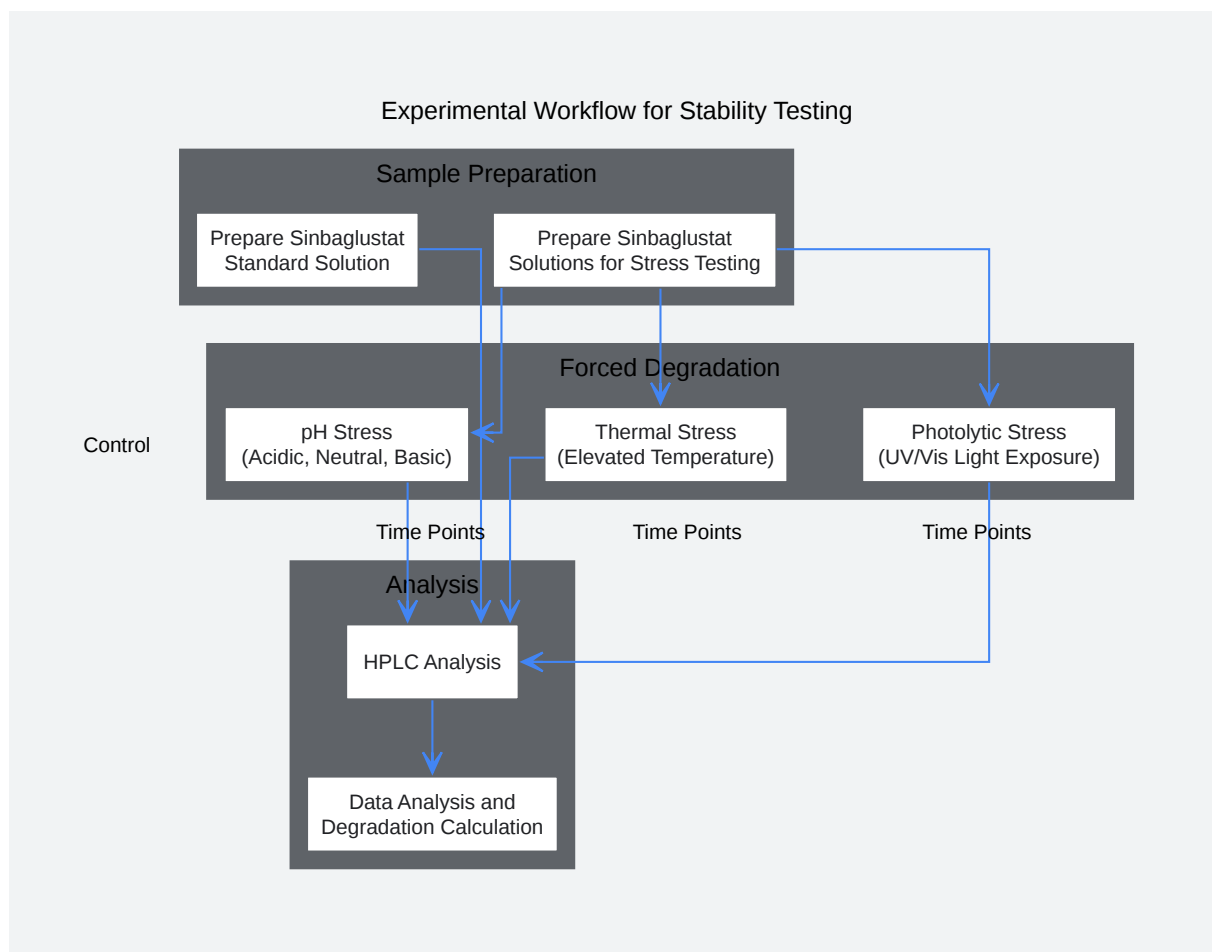 Experimental Workflow for Stability Testing
Sample Preparation
Prepare Sinbaglustat
Standard Solution
Prepare Sinbaglustat
Solutions for Stress Testing
Forced Degradation
Control
pH Stress
(Acidic, Neutral, Basic)
Thermal Stress
(Elevated Temperature)
Photolytic Stress
(UV/Vis Light Exposure)
Time Points
Time Points
Time Points
Analysis
HPLC Analysis
Data Analysis and
Degradation Calculation